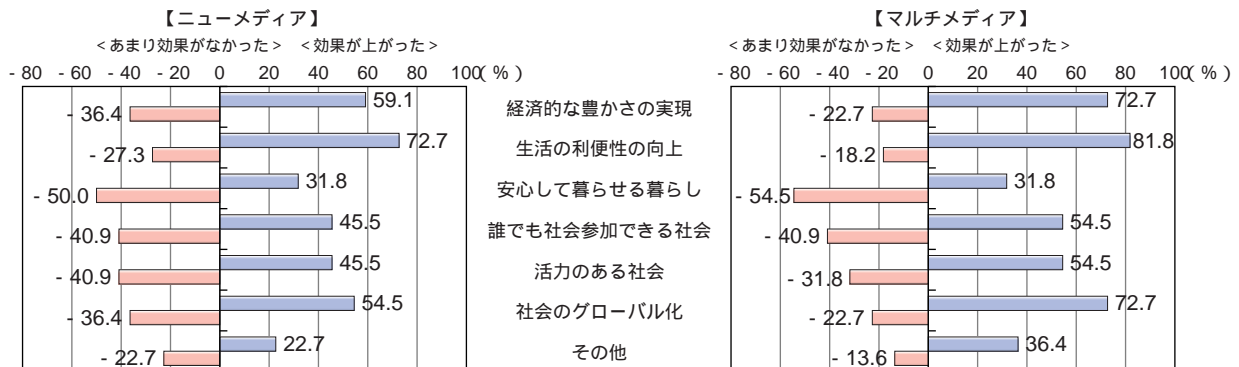 【ニューメディア】 【マルチメディア】
＜あまり効果がなかった＞ ＜効果が上がった＞ ＜あまり効果がなかった＞ ＜効果が上がった＞
- 80 - 60 - 40 - 20 0 20 40 60 80 100(％) - 80 - 60 - 40 - 20 0 20 40 60 80 100(％)
- 36.4 59.1 経済的な豊かさの実現 - 22.7 72.7
- 27.3 72.7 生活の利便性の向上 - 18.2 81.8
- 50.0 31.8 安心して暮らせる暮らし - 54.5 31.8
- 40.9 45.5 誰でも社会参加できる社会 - 40.9 54.5
- 40.9 45.5 活力のある社会 - 31.8 54.5
- 36.4 54.5 社会のグローバル化 - 22.7 72.7
- 22.7 22.7 その他 - 13.6 36.4